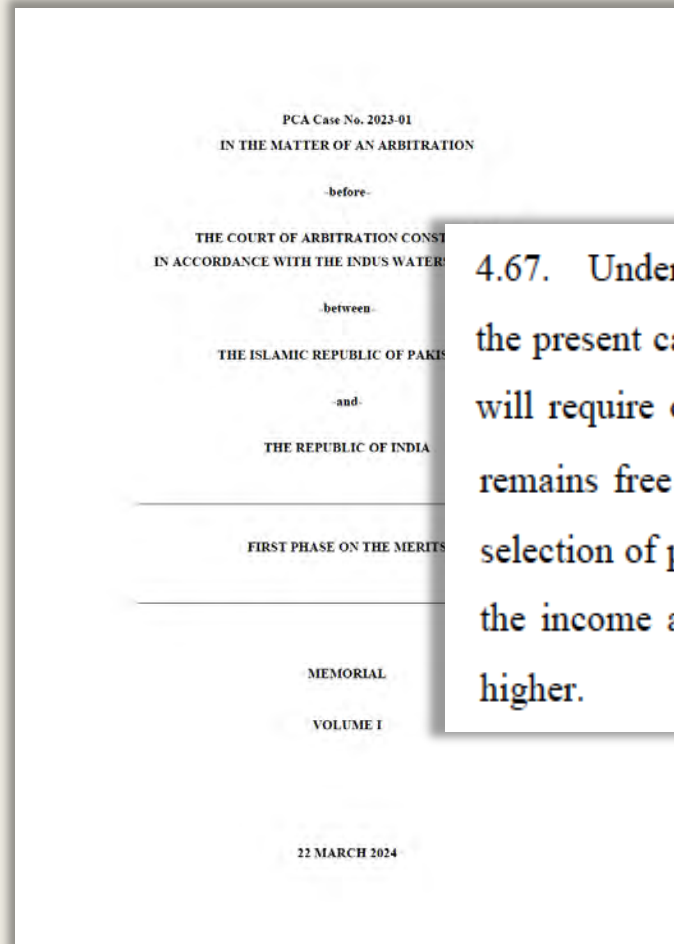 PCA Case No. 2023-01
IN THE MATTER OF AN ARBITRATION
-before-
THE COURT OF ARBITRATION CONST
IN ACCORDANCE WITH THE INDUS WATERS
-between-
THE ISLAMIC REPUBLIC OF PAKIS
-and-
THE REPUBLIC OF INDIA
FIRST PHASE ON THE MERITS
MEMORIAL
VOLUME I
22 MARCH 2024
4.67. Under
the present ca
will require
remains free
selection of p
the income a
higher.